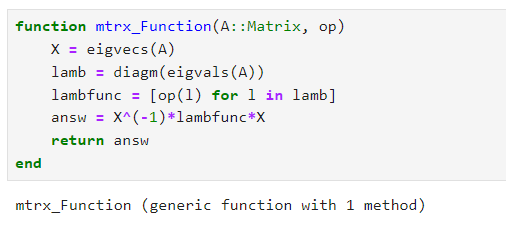 function mtrx_Function(A::Matrix, op)
    X = eigvecs(A)
    lamb = diagm(eigvals(A))
    lambfunc = [op(l) for l in lamb]
    answ = X^(-1)*lambfunc*X
    return answ
end
mtrx_Function (generic function with 1 method)